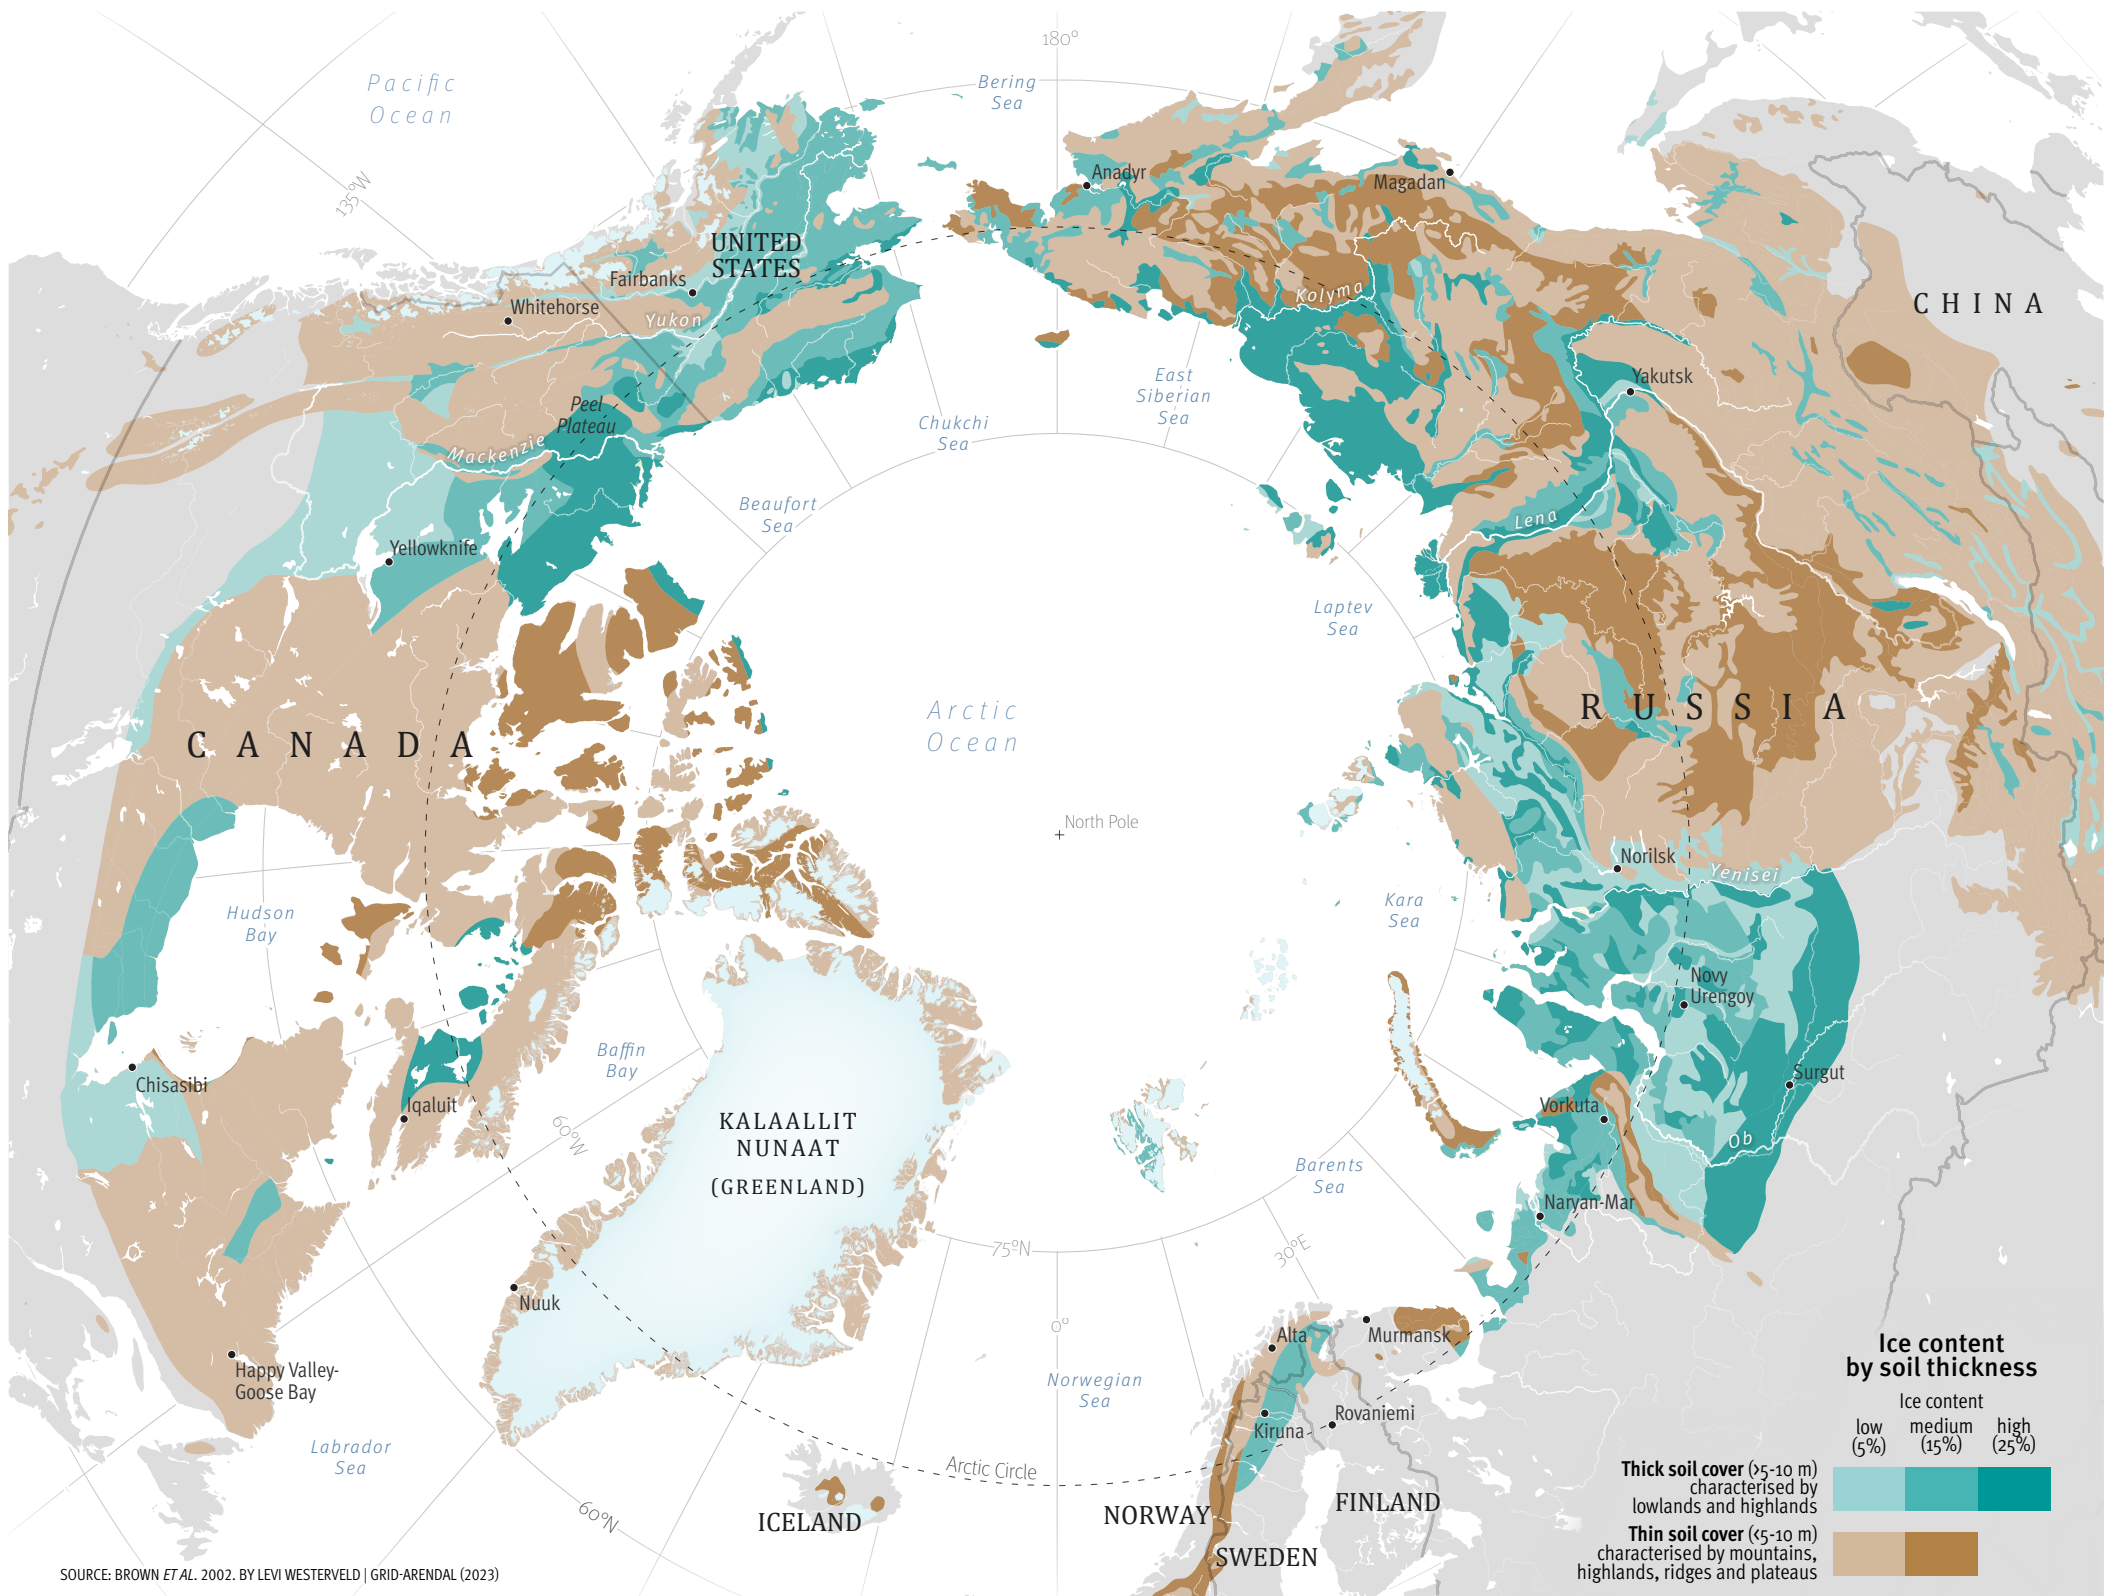 180°
Pacific
Ocean
Bering
Sea
135°W
Anadyr
Magadan
UNITED
STATES
Fairbanks
Whitehorse
Yukon
Kolyma
CHINA
Yakutsk
East
Siberian
Sea
Peel
Plateau
Mackenzie
Chukchi
Sea
Beaufort
Sea
Lena
Yellowknife
Laptev
Sea
Arctic
Ocean
RUSSIA
CANADA
North Pole
Norilsk
Yenisei
Hudson
Bay
Kara
Sea
Novy
Urengoy
Baffin
Bay
Chisasibi
Iqaluit
Surgut
Vorkuta
60°W
KALAALLIT
NUNAAT
(GREENLAND)
Ob
Barents
Sea
Naryan-Mar
75°N
30°E
Nuuk
0°
Alta
Murmansk
Happy Valley-
Goose Bay
Norwegian
Sea
Rovaniemi
Kiruna
Labrador
Sea
Arctic Circle
60°N
ICELAND
NORWAY
FINLAND
SWEDEN
Ice content
by soil thickness
Ice content
low medium high
(5%) (15%) (25%)
Thick soil cover (>5-10 m)
characterised by
lowlands and highlands
Thin soil cover (<5-10 m)
characterised by mountains,
highlands, ridges and plateaus
SOURCE: BROWN ET AL. 2002. BY LEVI WESTERVELD | GRID-ARENDAL (2023)